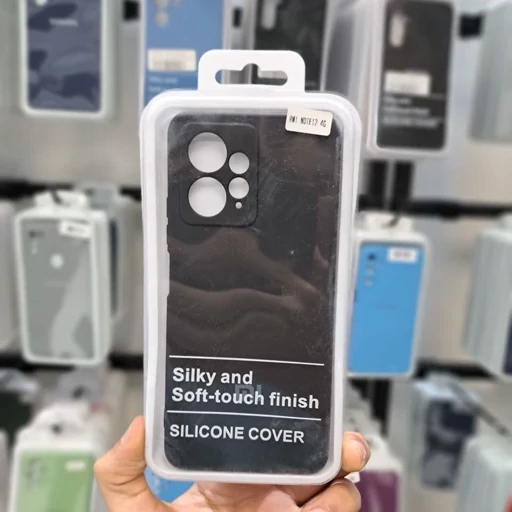 RMI NOTE12 4G
Silky and
Soft-touch finish
SILICONE COVER